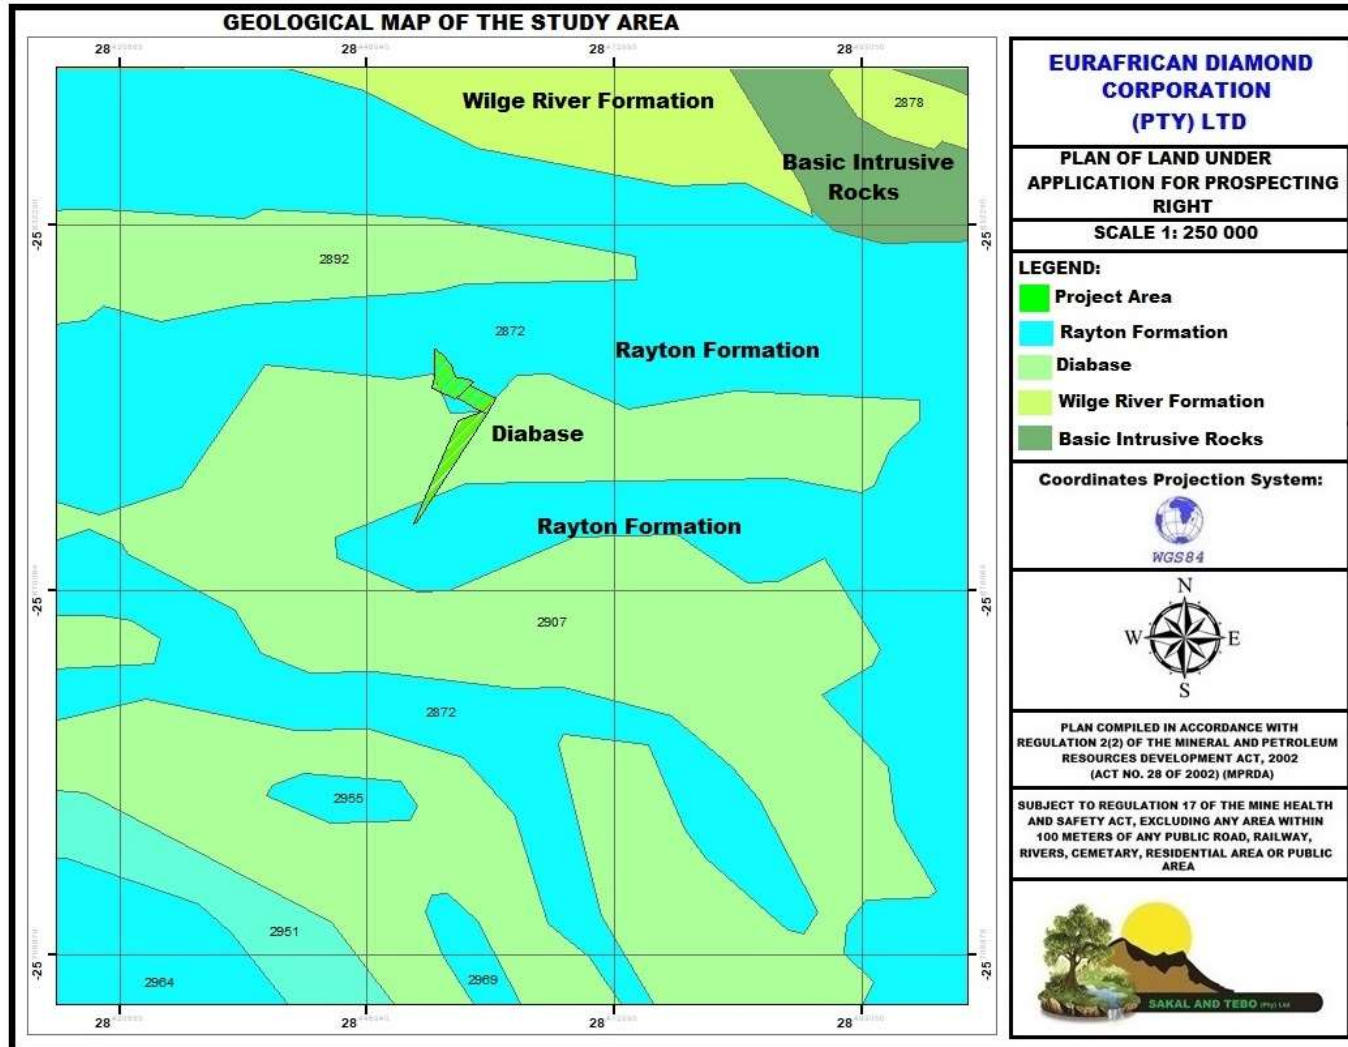 GEOLOGICAL MAP OF THE STUDY AREA
28
28
28
28
Wilge River Formation
2878
Basic Intrusive
Rocks
-25
-25
2892
2872
Rayton Formation
Diabase
Rayton Formation
-25
-25
2907
2872
2955
2951
2964
2969
-25
-25
28
28
28
28
EURAFRICAN DIAMOND
CORPORATION
(PTY) LTD
PLAN OF LAND UNDER
APPLICATION FOR PROSPECTING
RIGHT
SCALE 1: 250 000
LEGEND:
Project Area
Rayton Formation
Diabase
Wilge River Formation
Basic Intrusive Rocks
Coordinates Projection System:
WGS84
N
W
E
S
PLAN COMPILED IN ACCORDANCE WITH
REGULATION 2(2) OF THE MINERAL AND PETROLEUM
RESOURCES DEVELOPMENT ACT, 2002
(ACT NO. 28 OF 2002) (MPRDA)
SUBJECT TO REGULATION 17 OF THE MINE HEALTH
AND SAFETY ACT, EXCLUDING ANY AREA WITHIN
100 METERS OF ANY PUBLIC ROAD, RAILWAY,
RIVERS, CEMETARY, RESIDENTIAL AREA OR PUBLIC
AREA
SAKAL AND TEBO (Pty) Ltd